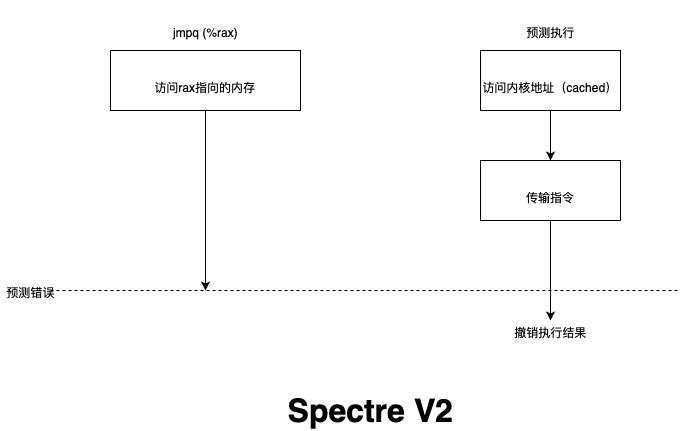 jmpq (%rax)
预测执行
访问rax指向的内存
访问内核地址（cached）
传输指令
预测错误
撤销执行结果
Spectre V2